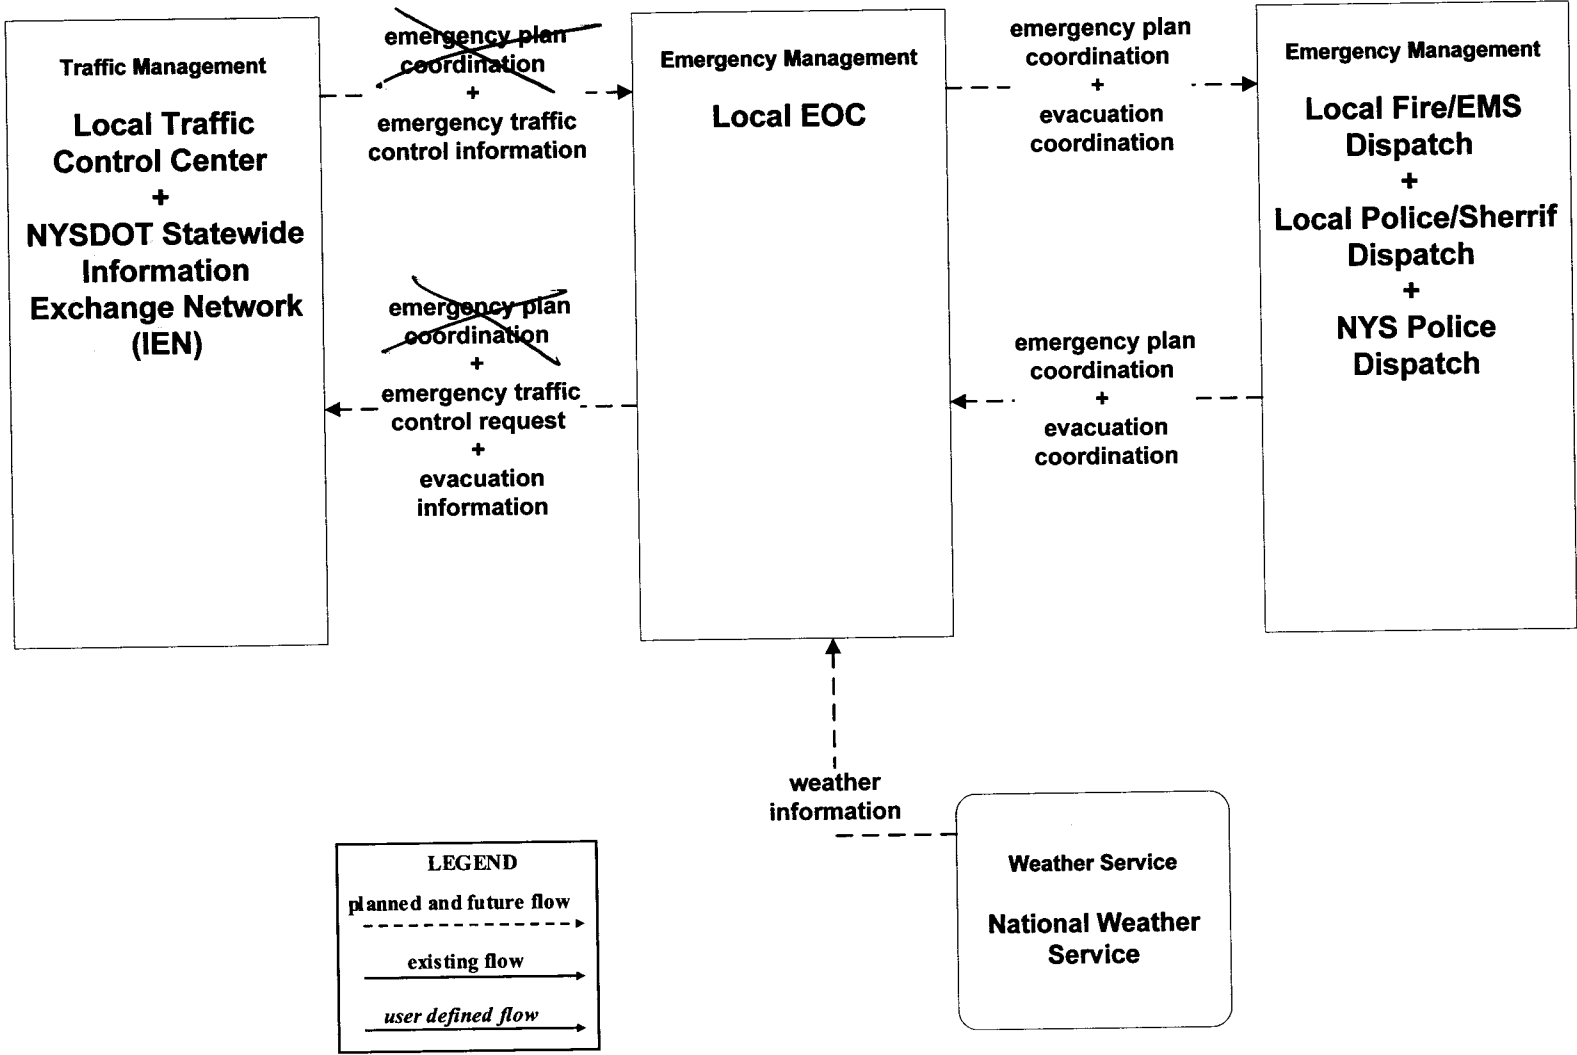 Traffic Management
Local Traffic
Control Center
+
NYSDOT Statewide
Information
Exchange Network
(IEN)
emergency plan
coordination
+
emergency traffic
control information
emergency plan
coordination
+
emergency traffic
control request
+
evacuation
information
Emergency Management
Local EOC
emergency plan
coordination
+
evacuation
coordination
emergency plan
coordination
+
evacuation
coordination
Emergency Management
Local Fire/EMS
Dispatch
+
Local Police/Sherrif
Dispatch
+
NYS Police
Dispatch
weather
information
Weather Service
National Weather
Service
LEGEND
planned and future flow
existing flow
user defined flow